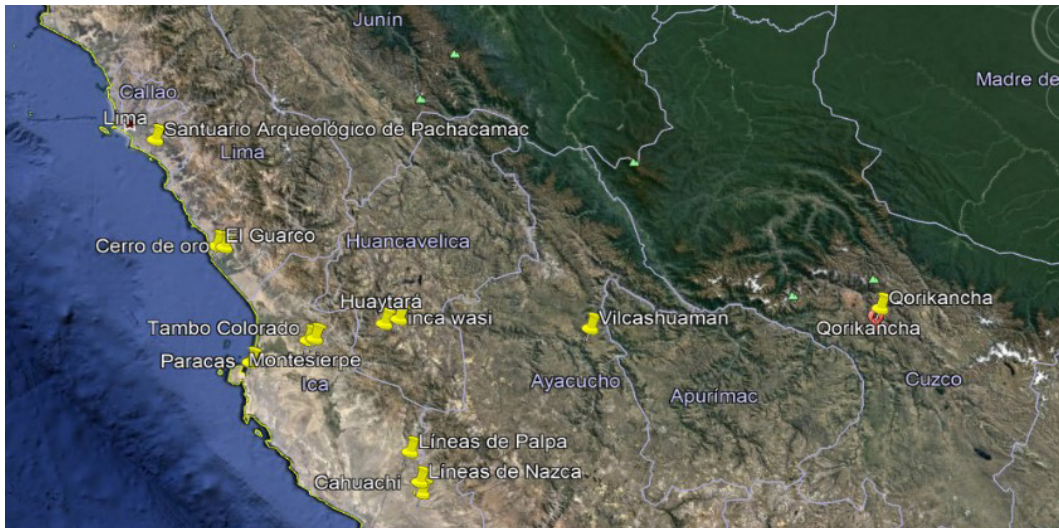 Junín
Madre de
Callao
Lima
Santuario Arqueológico de Pachacamac
Lima
Cerro de oro
El Guarco
Huancavelica
Huaytará
inca wasi
Qorikancha
Tambo Colorado
Vilcashuaman
Qorikancha
Paracas
Montesierpe
Ica
Ayacucho
Apurímac
Cuzco
Líneas de Palpa
Cahuachi
Líneas de Nazca